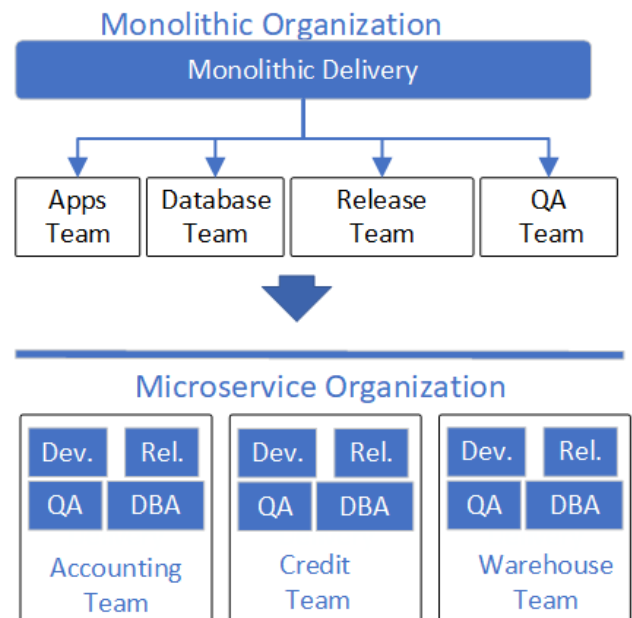 Monolithic Organization
Monolithic Delivery
Apps
Team
Database
Team
Release
Team
QA
Team
Microservice Organization
Dev.
Rel.
QA
DBA
Accounting
Team
Dev.
Rel.
QA
DBA
Credit
Team
Dev.
Rel.
QA
DBA
Warehouse
Team